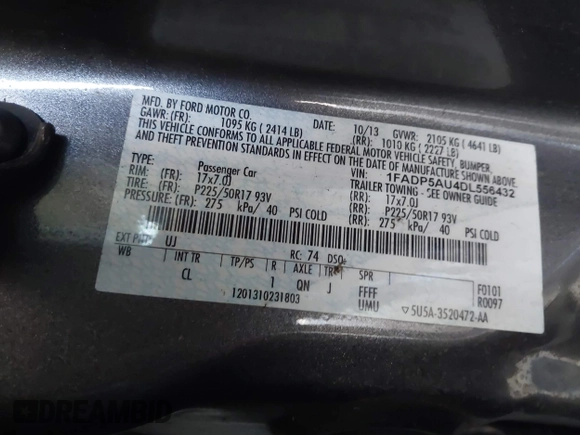 MFD. BY FORD MOTOR CO.
DATE: 10/13 GVWR: 2105 KG ( 4641 LB)
GAWR: (FR): 1095 KG ( 2414 LB) (RR): 1010 KG ( 2227 LB)
THIS VEHICLE CONFORMS TO ALL APPLICABLE FEDERAL MOTOR VEHICLE SAFETY, BUMPER
THEFT PREVENTION STANDARDS IN EFFECT ON THE DATE OF MANUFACTURE SHOWN ABOVE.
VIN: 1FADP5AU4DL556432
TYPE: Passenger Car TRAILER TOWING - SEE OWNER GUIDE
RIM: (FR): 17x7.0J (RR): 17x7.0J
TIRES: (FR): P225/50R17 93V (RR): P225/50R17 93V
PRESSURE COLD: (FR): 275 kPa/ 40 PSI COLD (RR): 275 kPa/ 40 PSI COLD
EXT PNT: UJ RC: 74 DSO:
WB INT TR TP/PS R AXLE TR SPR
CL 1 QN J FFFF F0101
UMU R0097
1201310231803 5U5A-3520472-AA
DREAMBID